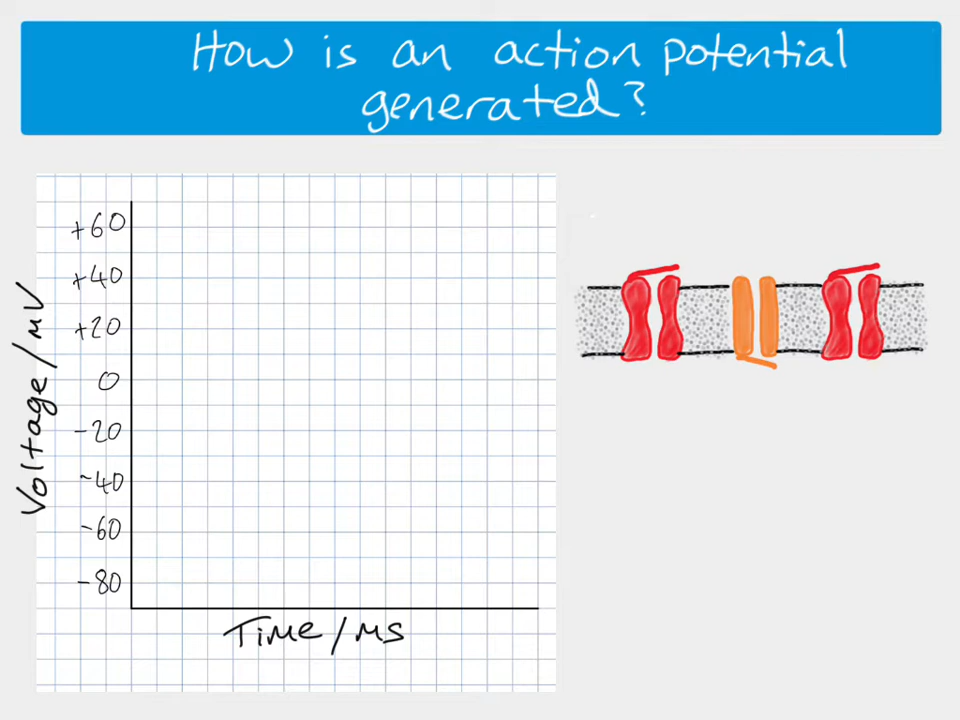 How is an action potential
generated?
+60
+40
+20
0
-20
-40
-60
-80
Voltage/mV
Time/ms